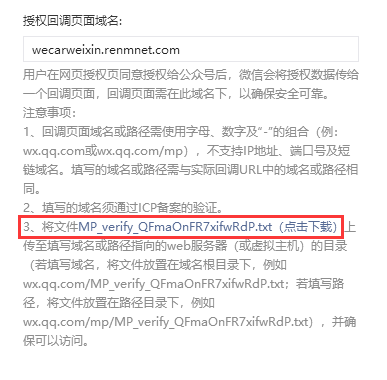 授权回调页面域名:
wecarweixin.renmnet.com
用户在网页授权页同意授权给公众号后，微信会将授权数据传给
一个回调页面，回调页面需在此域名下，以确保安全可靠。
注意事项：
1、回调页面域名或路径需使用字母、数字及“-”的组合（例：
wx.qq.com或wx.qq.com/mp），不支持IP地址、端口号及短
链域名。填写的域名或路径需与实际回调URL中的域名或路径相
同。
2、填写的域名须通过ICP备案的验证。
3、将文件MP_verify_QFmaOnFR7xifwRdP.txt（点击下载）上
传至填写域名或路径指向的web服务器（或虚拟主机）的目录
（若填写域名，将文件放置在域名根目录下，例如
wx.qq.com/MP_verify_QFmaOnFR7xifwRdP.txt；若填写路
径，将文件放置在路径目录下，例如
wx.qq.com/mp/MP_verify_QFmaOnFR7xifwRdP.txt），并确
保可以访问。